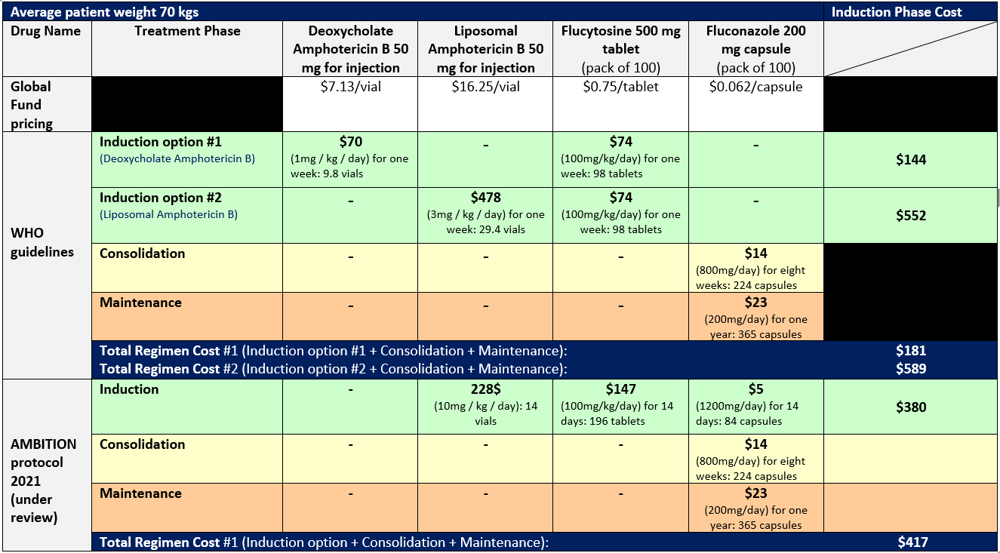 Average patient weight 70 kgs
Induction Phase Cost
Drug Name
Treatment Phase
Deoxycholate
Amphotericin B 50
mg for injection
Liposomal
Amphotericin B 50
mg for injection
Flucytosine 500 mg
tablet
(pack of 100)
Fluconazole 200
mg capsule
(pack of 100)
Global
Fund
pricing
$7.13/vial
$16.25/vial
$0.75/tablet
$0.062/capsule
WHO
guidelines
Induction option #1
(Deoxycholate Amphotericin B)
$70
(1mg / kg / day) for one
week: 9.8 vials
-
$74
(100mg/kg/day) for one
week: 98 tablets
-
$144
Induction option #2
(Liposomal Amphotericin B)
-
$478
(3mg / kg / day) for one
week: 29.4 vials
$74
(100mg/kg/day) for one
week: 98 tablets
-
$552
Consolidation
-
-
-
$14
(800mg/day) for eight
weeks: 224 capsules
Maintenance
-
-
-
$23
(200mg/day) for one
year: 365 capsules
Total Regimen Cost #1 (Induction option #1 + Consolidation + Maintenance):
$181
Total Regimen Cost #2 (Induction option #2 + Consolidation + Maintenance):
$589
AMBITION
protocol
2021
(under
review)
Induction
-
228$
(10mg / kg / day): 14
vials
$147
(100mg/kg/day) for 14
days: 196 tablets
$5
(1200mg/day) for 14
days: 84 capsules
$380
Consolidation
-
-
-
$14
(800mg/day) for eight
weeks: 224 capsules
Maintenance
-
-
-
$23
(200mg/day) for one
year: 365 capsules
Total Regimen Cost #1 (Induction option + Consolidation + Maintenance):
$417